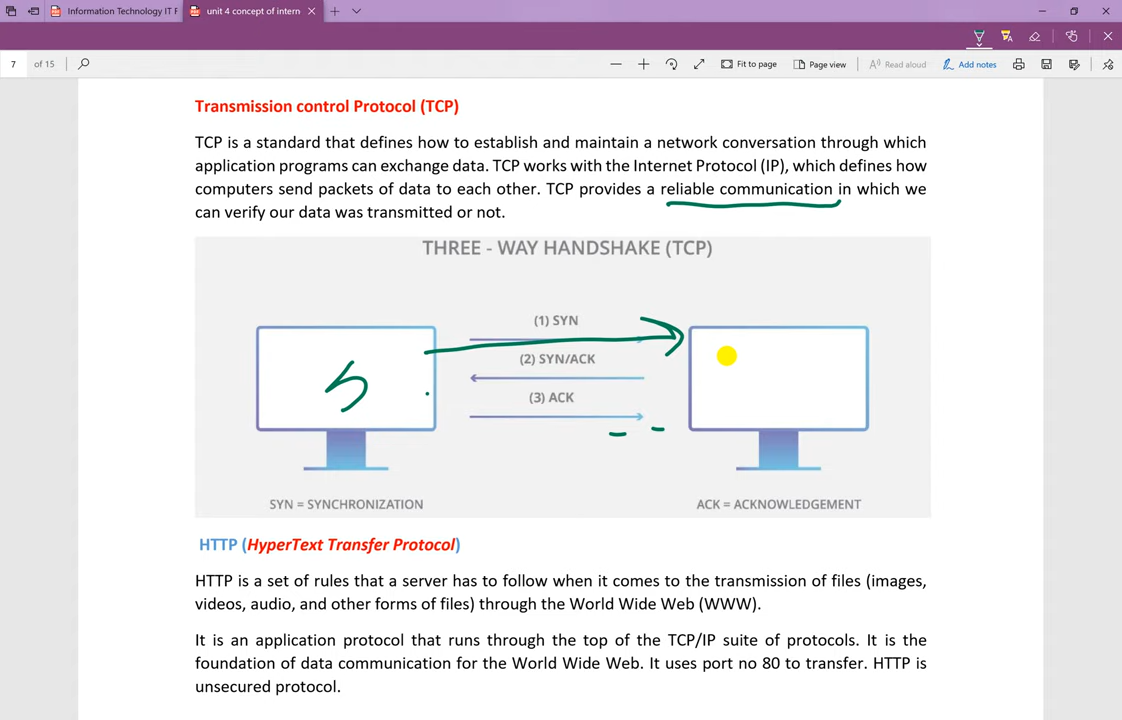 Information Technology IT F
unit 4 concept of intern
7 of 15
Fit to page
Page view
Read aloud
Add notes
Transmission control Protocol (TCP)
TCP is a standard that defines how to establish and maintain a network conversation through which
application programs can exchange data. TCP works with the Internet Protocol (IP), which defines how
computers send packets of data to each other. TCP provides a reliable communication in which we
can verify our data was transmitted or not.
THREE - WAY HANDSHAKE (TCP)
(1) SYN
(2) SYN/ACK
(3) ACK
SYN = SYNCHRONIZATION
ACK = ACKNOWLEDGEMENT
HTTP (HyperText Transfer Protocol)
HTTP is a set of rules that a server has to follow when it comes to the transmission of files (images,
videos, audio, and other forms of files) through the World Wide Web (WWW).
It is an application protocol that runs through the top of the TCP/IP suite of protocols. It is the
foundation of data communication for the World Wide Web. It uses port no 80 to transfer. HTTP is
unsecured protocol.